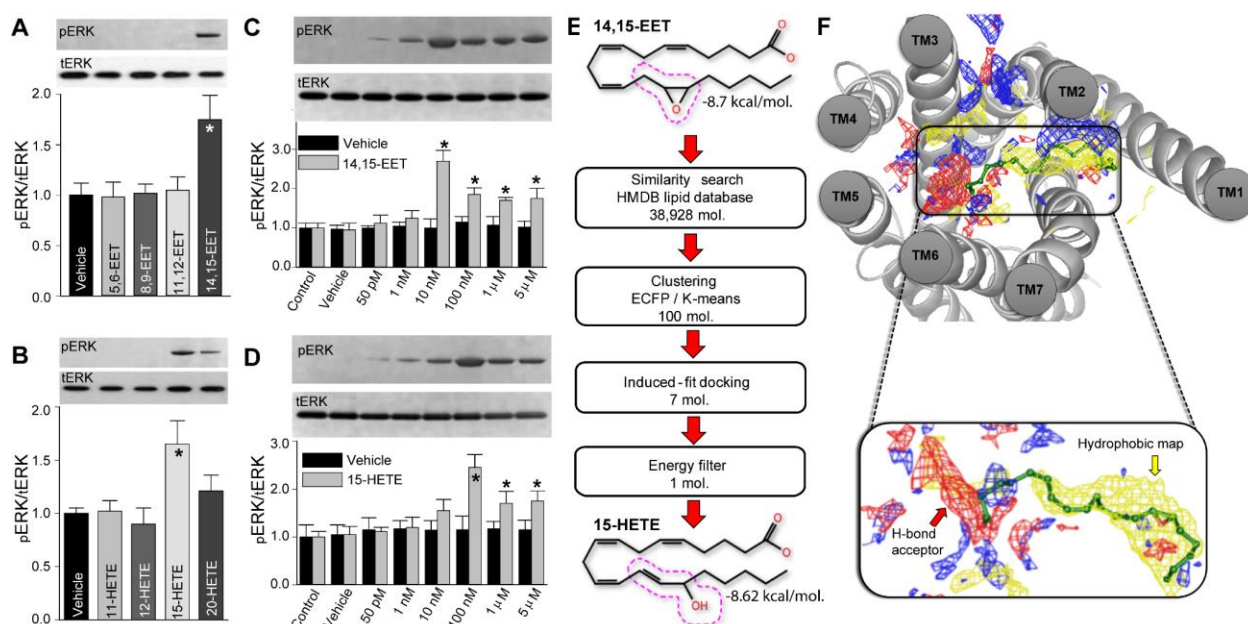 A
pERK
tERK
pERK/tERK
2.0
1.5
1.0
0.5
0.0
Vehicle
5,6-EET
8,9-EET
11,12-EET
14,15-EET
*
B
pERK
tERK
pERK/tERK
2.0
1.5
1.0
0.5
0.0
Vehicle
11-HETE
12-HETE
15-HETE
20-HETE
*
C
pERK
tERK
pERK/tERK
3.0
2.0
1.5
1.0
0.0
Vehicle
14,15-EET
* * * *
Control
Vehicle
50 pM
1 nM
10 nM
100 nM
1 μM
5 μM
D
pERK
tERK
pERK/tERK
3.0
2.0
1.5
1.0
0.0
Vehicle
15-HETE
* * *
Control
Vehicle
50 pM
1 nM
10 nM
100 nM
1 μM
5 μM
E
14,15-EET
O
O
O
-8.7 kcal/mol.
Similarity search
HMDB lipid database
38,928 mol.
Clustering
ECFP / K-means
100 mol.
Induced-fit docking
7 mol.
Energy filter
1 mol.
15-HETE
O
O
OH
-8.62 kcal/mol.
F
TM3
TM2
TM4
TM1
TM5
TM6
TM7
Hydrophobic map
H-bond
acceptor